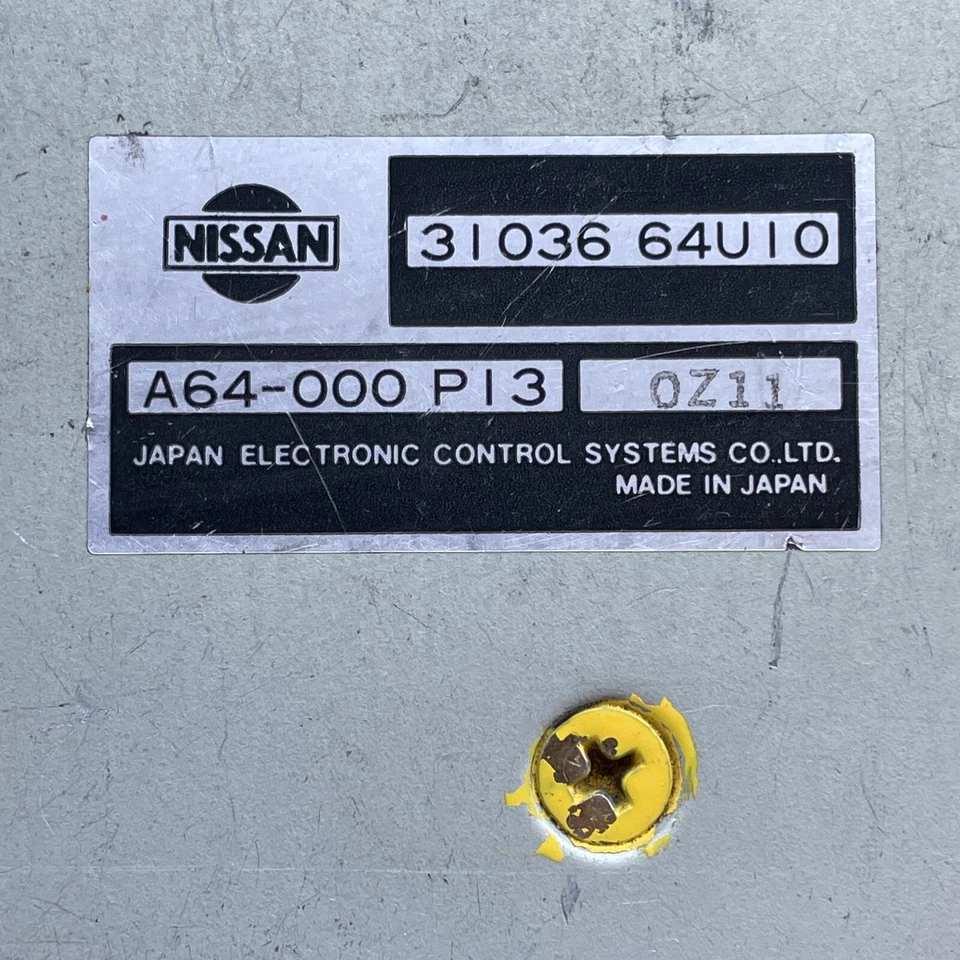 NISSAN
31036 64U10
A64-000 P13
0Z11
JAPAN ELECTRONIC CONTROL SYSTEMS CO.,LTD.
MADE IN JAPAN